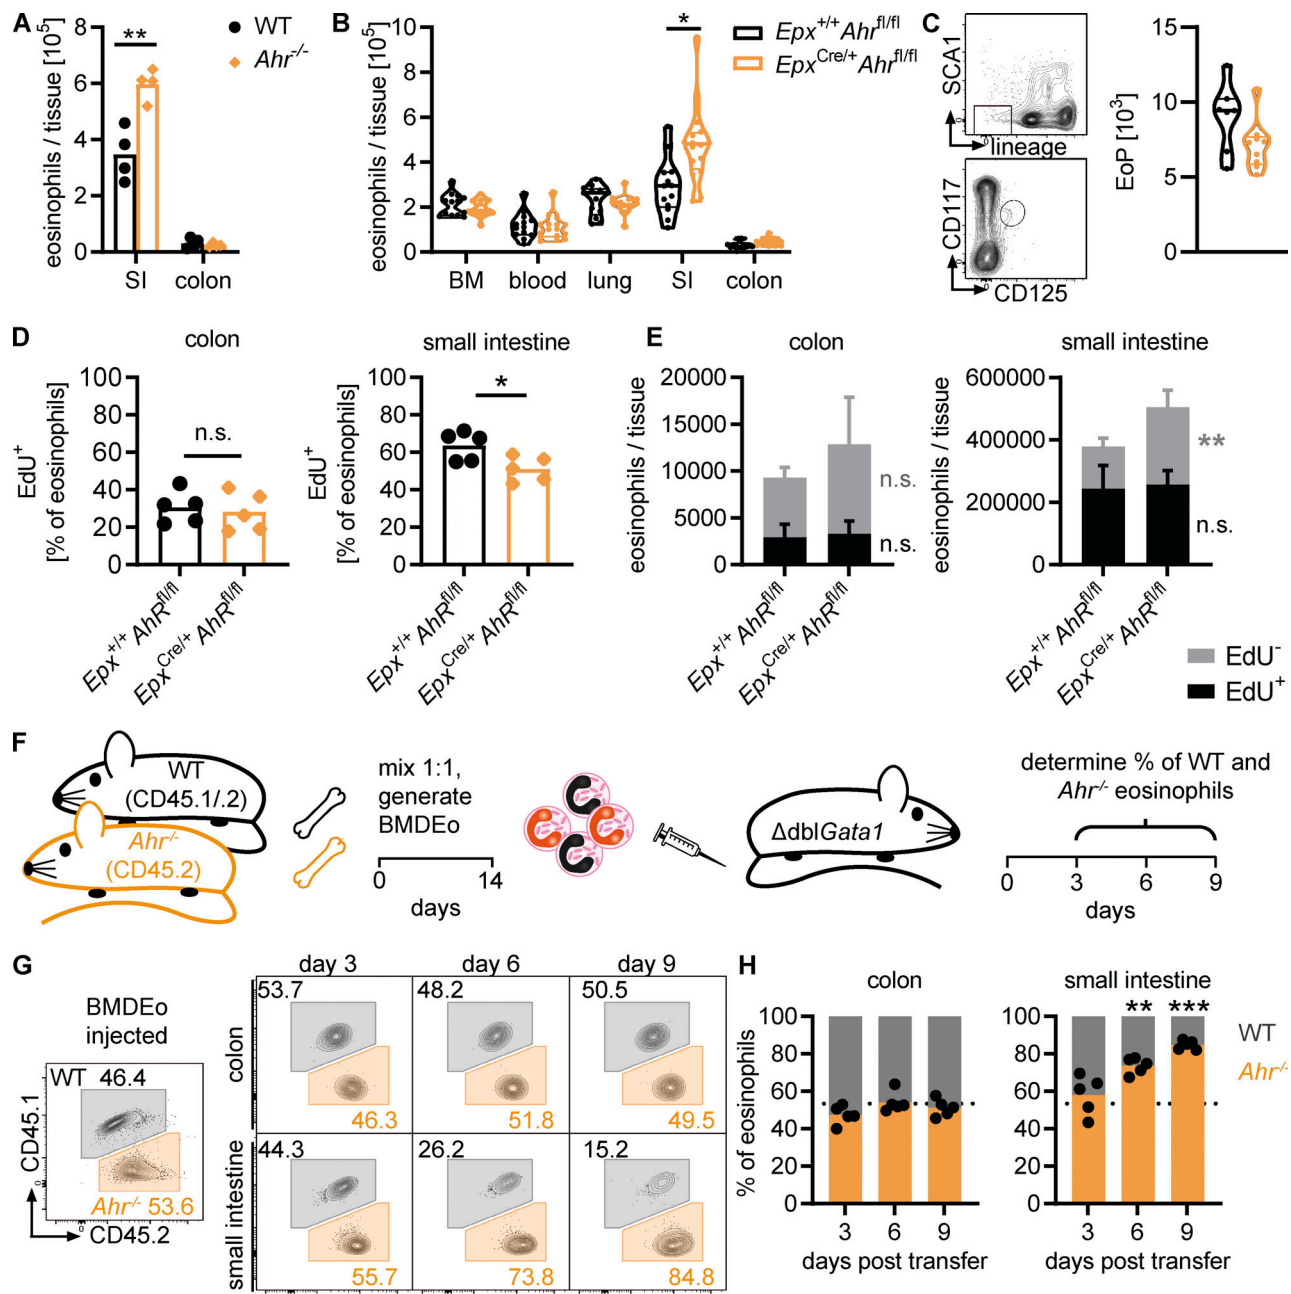 A
eosinophils / tissue [10⁵]
8
6
4
2
0
**
SI
colon
WT
Ahr-/-
B
eosinophils / tissue [10⁵]
10
8
6
4
2
0
*
BM
blood
lung
SI
colon
Epx+/+Ahrfl/fl
EpxCre/+Ahrfl/fl
C
SCA1
0
0
lineage
CD117
0
0
CD125
EoP [10³]
15
10
5
0
D
colon
EdU+
[% of eosinophils]
100
80
60
40
20
0
n.s.
Epx+/+ AhRfl/fl
EpxCre/+ AhRfl/fl
small intestine
EdU+
[% of eosinophils]
100
80
60
40
20
0
*
Epx+/+ AhRfl/fl
EpxCre/+ AhRfl/fl
E
colon
eosinophils / tissue
20000
15000
10000
5000
0
n.s.
n.s.
Epx+/+ AhRfl/fl
EpxCre/+ AhRfl/fl
small intestine
eosinophils / tissue
600000
400000
200000
0
**
n.s.
Epx+/+ AhRfl/fl
EpxCre/+ AhRfl/fl
EdU-
EdU+
F
WT
(CD45.1/.2)
Ahr-/-
(CD45.2)
mix 1:1,
generate
BMDEo
0
14
days
ΔdblGata1
determine % of WT and
Ahr-/- eosinophils
0
3
6
9
days
G
BMDEo
injected
WT 46.4
Ahr-/- 53.6
CD45.1
0
0
CD45.2
day 3
day 6
day 9
colon
53.7
48.2
50.5
46.3
51.8
49.5
small intestine
44.3
26.2
15.2
55.7
73.8
84.8
H
colon
% of eosinophils
100
80
60
40
20
0
3
6
9
days post transfer
small intestine
**
***
100
80
60
40
20
0
3
6
9
days post transfer
WT
Ahr-/-